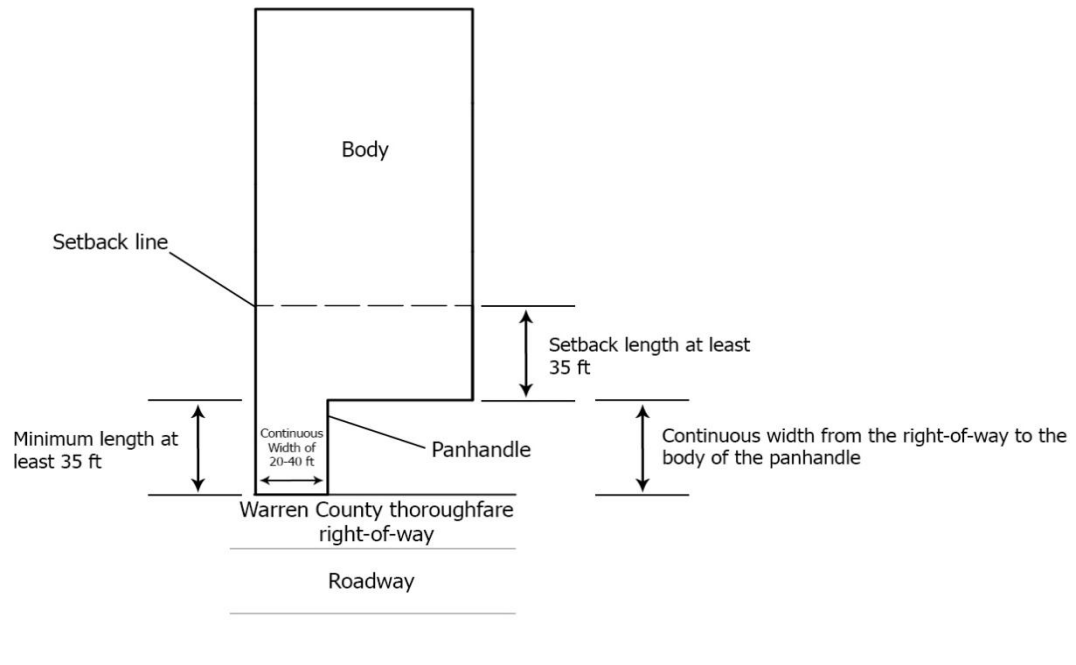 Body
Setback line
Setback length at least
35 ft
Minimum length at
least 35 ft
Continuous
Width of
20-40 ft
Panhandle
Continuous width from the right-of-way to the
body of the panhandle
Warren County thoroughfare
right-of-way
Roadway